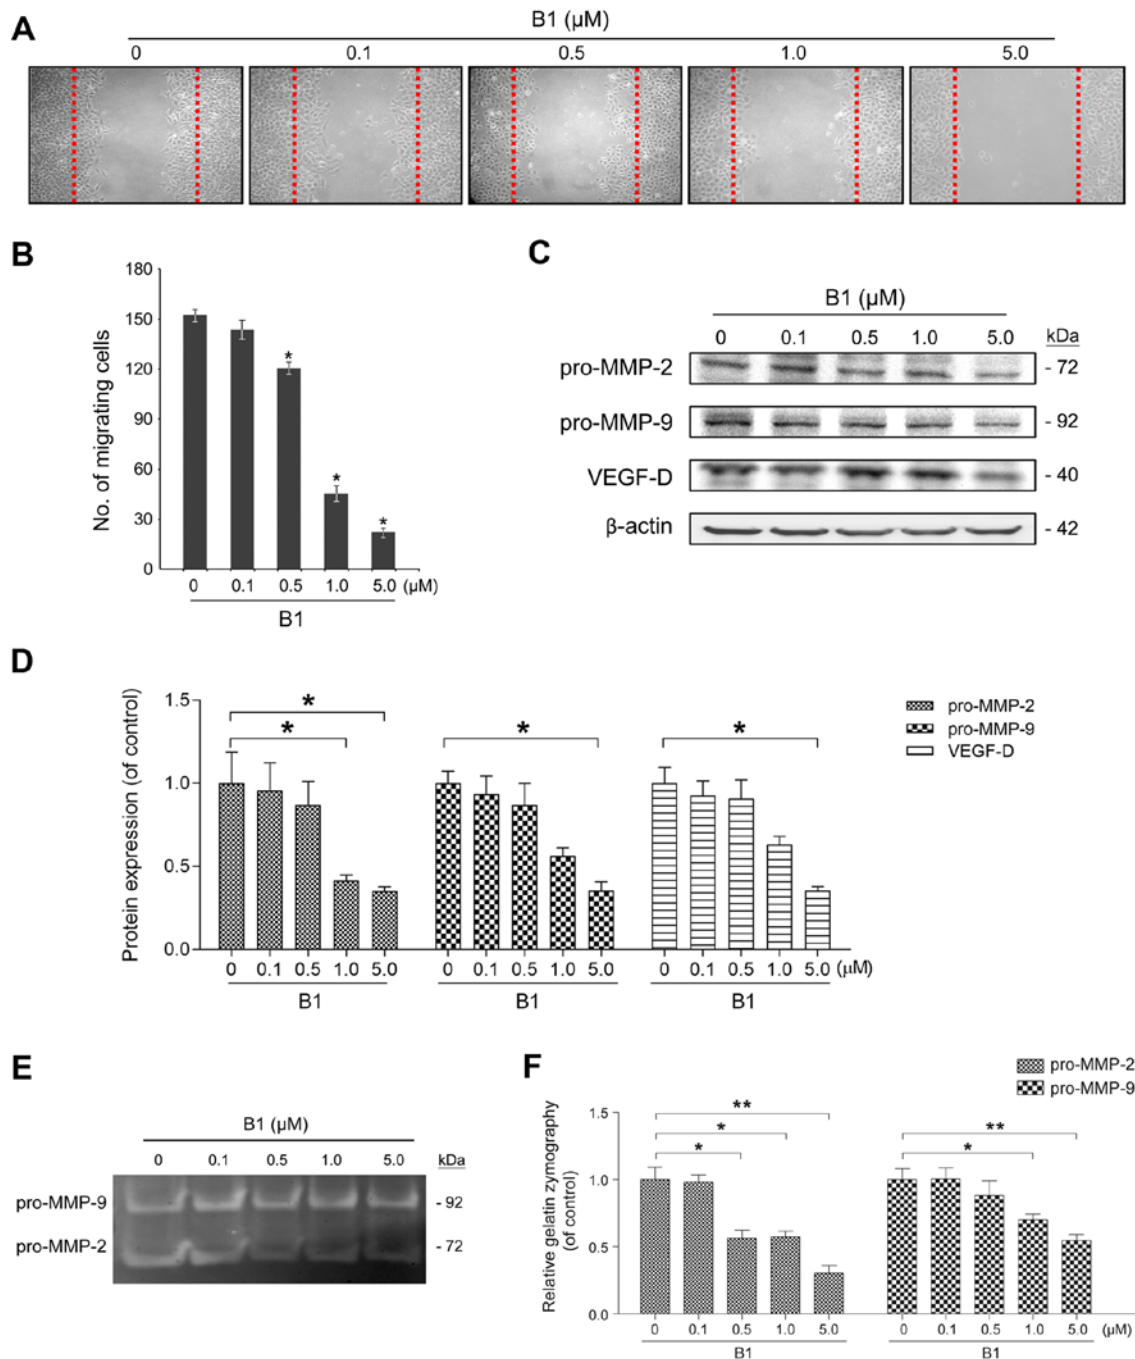 A
B1 (µM)
0 0.1 0.5 1.0 5.0
B
No. of migrating cells
180
150
120
90
60
30
0
* * *
0 0.1 0.5 1.0 5.0 (µM)
B1
C
B1 (µM)
0 0.1 0.5 1.0 5.0 kDa
pro-MMP-2 - 72
pro-MMP-9 - 92
VEGF-D - 40
β-actin - 42
D
Protein expression (of control)
1.5
1.0
0.5
0.0
*
* * *
pro-MMP-2
pro-MMP-9
VEGF-D
0 0.1 0.5 1.0 5.0 0 0.1 0.5 1.0 5.0 0 0.1 0.5 1.0 5.0 (µM)
B1 B1 B1
E
B1 (µM)
0 0.1 0.5 1.0 5.0 kDa
pro-MMP-9 - 92
pro-MMP-2 - 72
F
pro-MMP-2
pro-MMP-9
Relative gelatin zymography
(of control)
1.5
1.0
0.5
0.0
**
* **
* *
0 0.1 0.5 1.0 5.0 0 0.1 0.5 1.0 5.0 (µM)
B1 B1